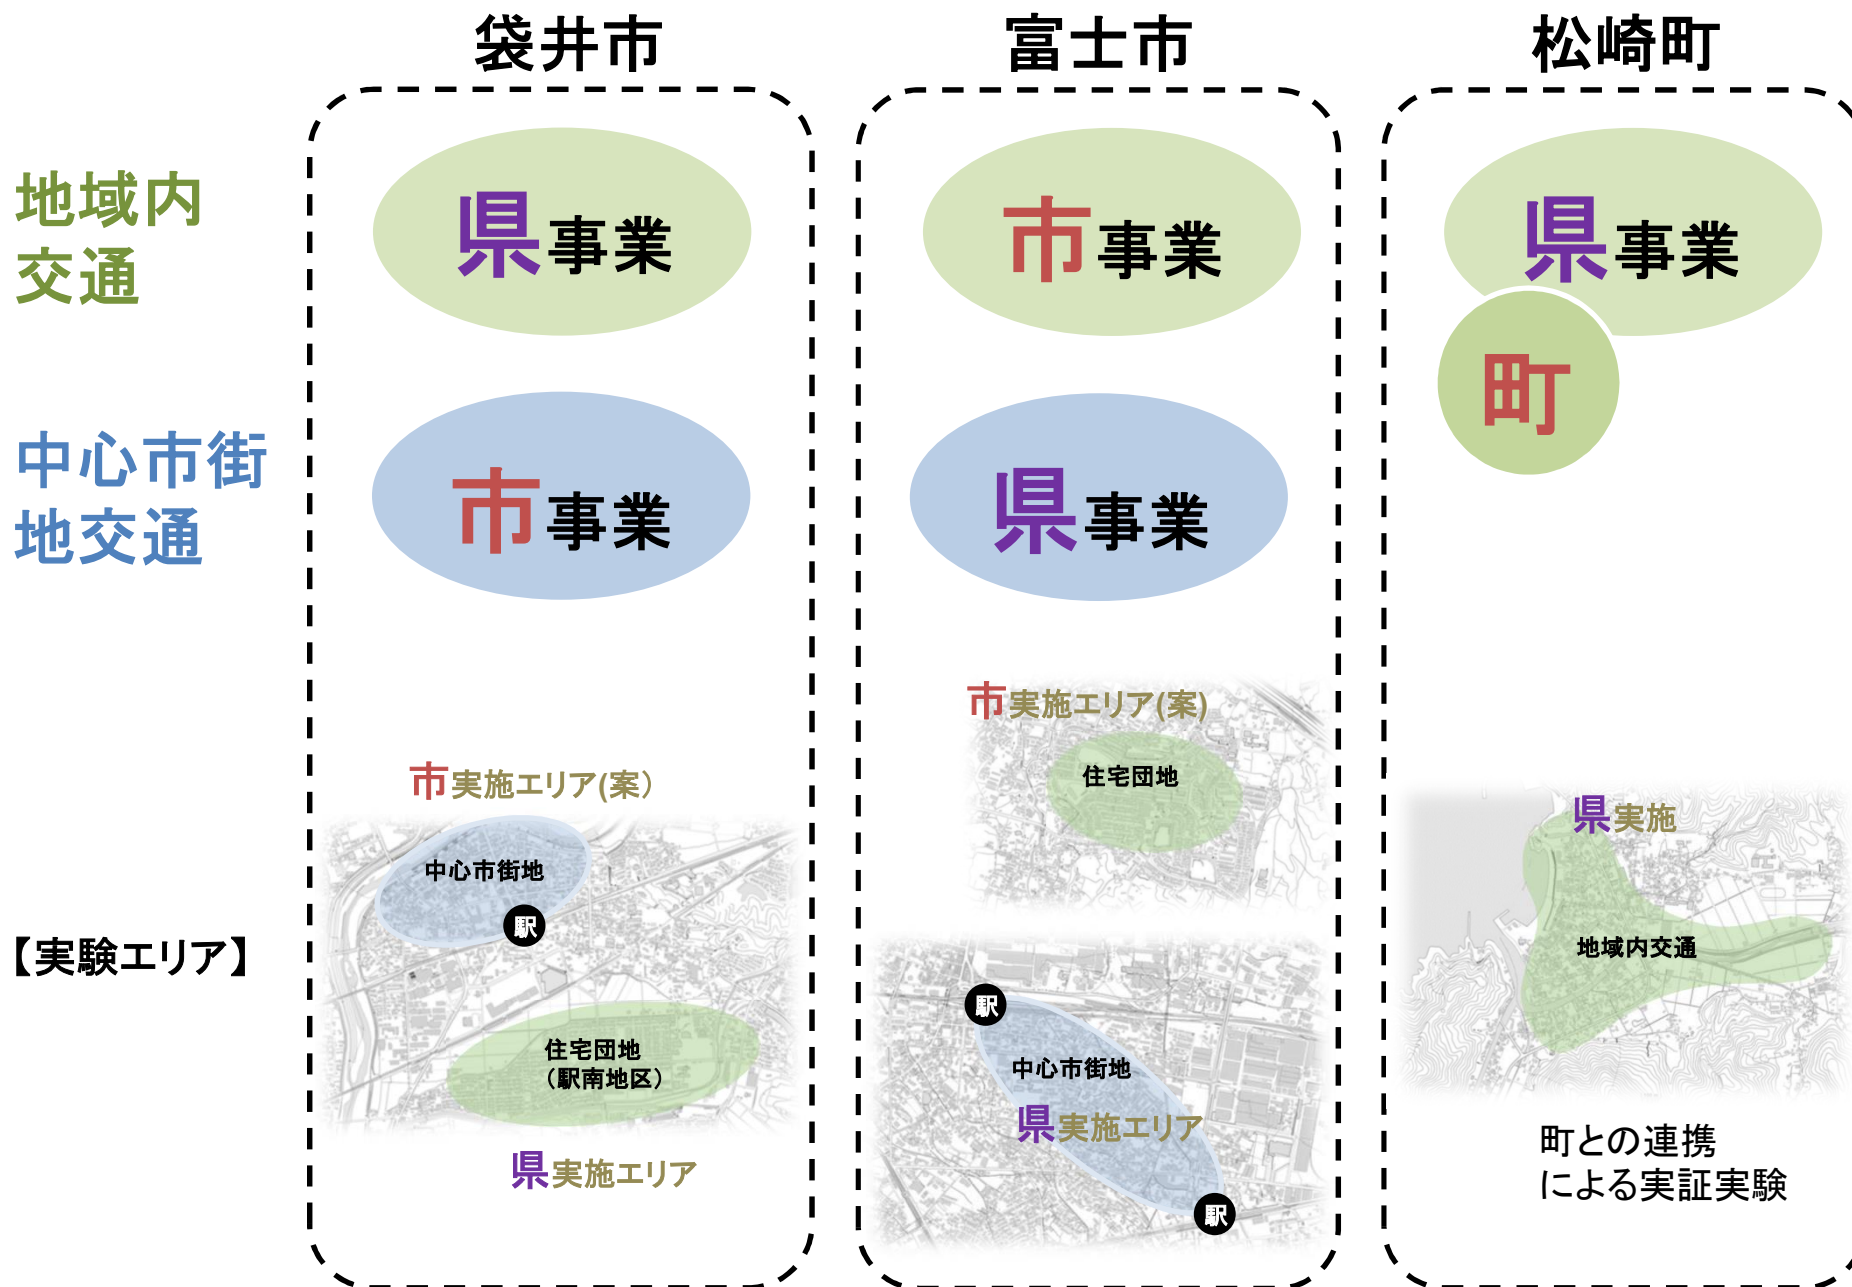 袋井市
富士市
松崎町
地域内
交通
県事業
市事業
県事業
町
中心市街
地交通
市事業
県事業
【実験エリア】
市実施エリア(案)
中心市街地
駅
住宅団地
（駅南地区）
県実施エリア
市実施エリア(案)
住宅団地
駅
中心市街地
県実施エリア
駅
県実施
地域内交通
町との連携
による実証実験